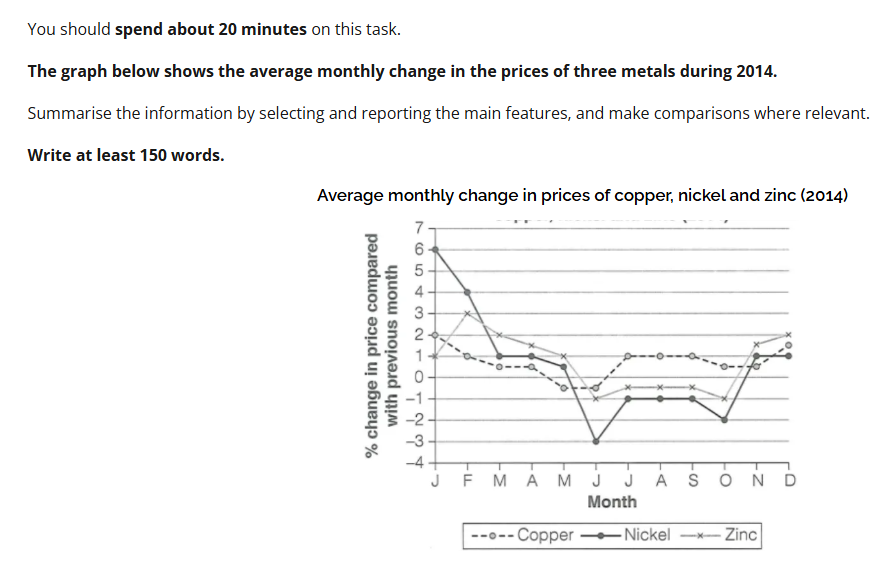 You should spend about 20 minutes on this task.
The graph below shows the average monthly change in the prices of three metals during 2014.
Summarise the information by selecting and reporting the main features, and make comparisons where relevant.
Write at least 150 words.
Average monthly change in prices of copper, nickel and zinc (2014)
% change in price compared
with previous month
7
6
5
4
3
2
1
0
-1
-2
-3
-4
J F M A M J J A S O N D
Month
Copper Nickel Zinc